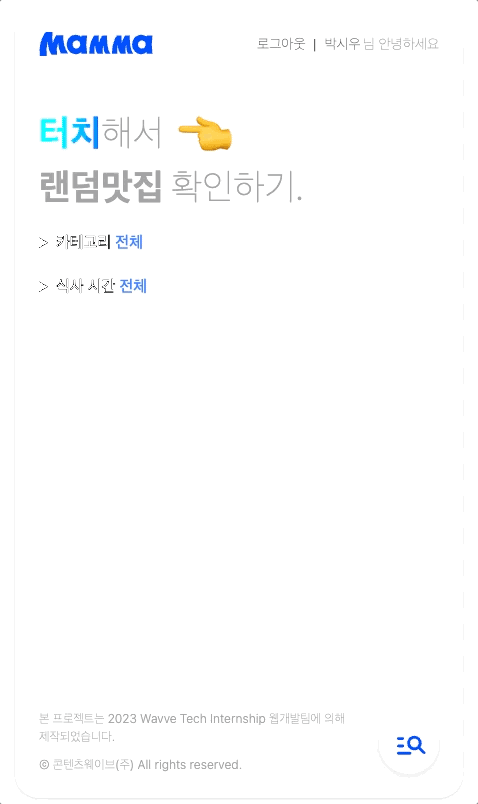 mamma
로그아웃 | 박시우 님 안녕하세요
터치해서
랜덤맛집 확인하기.
> 카테고리 전체
> 식사 시간 전체
본 프로젝트는 2023 Wavve Tech Internship 웹개발팀에 의해
제작되었습니다.
© 콘텐츠웨이브(주) All rights reserved.